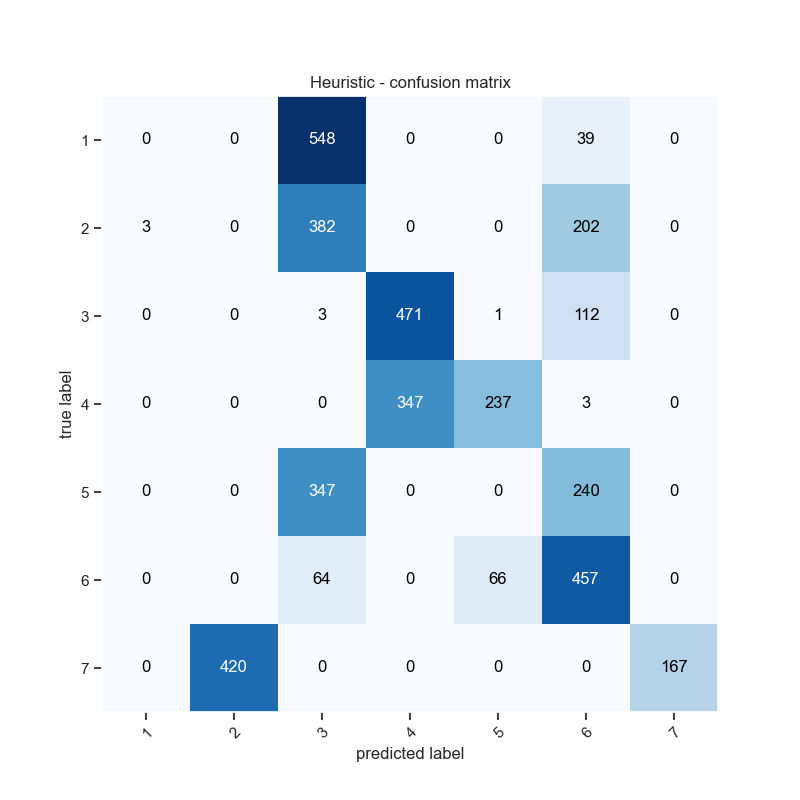 Heuristic - confusion matrix
true label
1 0 0 548 0 0 39 0
2 3 0 382 0 0 202 0
3 0 0 3 471 1 112 0
4 0 0 0 347 237 3 0
5 0 0 347 0 0 240 0
6 0 0 64 0 66 457 0
7 0 420 0 0 0 0 167
1 2 3 4 5 6 7
predicted label